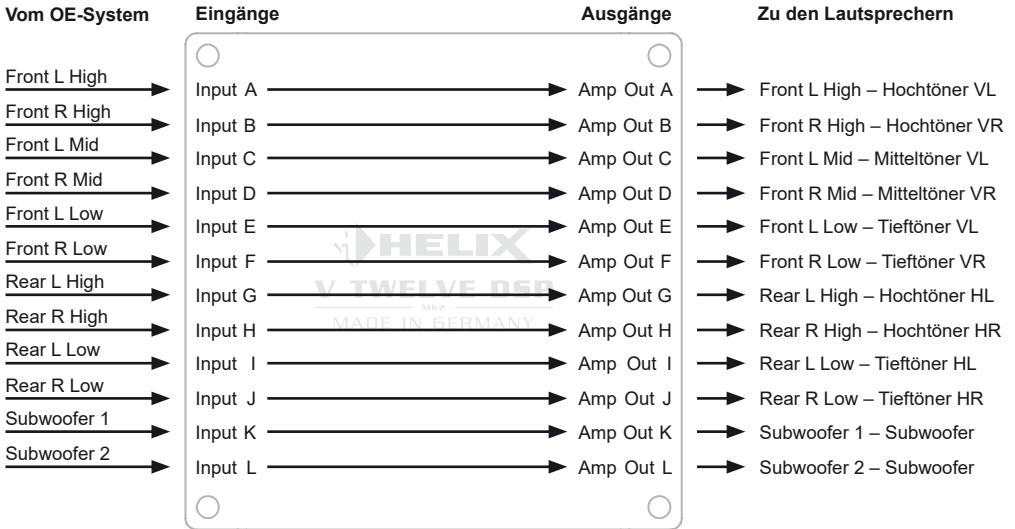 Vom OE-System Eingänge Ausgänge Zu den Lautsprechern
Front L High Input A Amp Out A Front L High – Hochtöner VL
Front R High Input B Amp Out B Front R High – Hochtöner VR
Front L Mid Input C Amp Out C Front L Mid – Mitteltöner VL
Front R Mid Input D Amp Out D Front R Mid – Mitteltöner VR
Front L Low Input E Amp Out E Front L Low – Tieftöner VL
HELIX
Front R Low Input F Amp Out F Front R Low – Tieftöner VR
Rear L High Input G V TWELVE DSP Amp Out G Rear L High – Hochtöner HL
MK2
Rear R High Input H MADE IN GERMANY Amp Out H Rear R High – Hochtöner HR
Rear L Low Input I Amp Out I Rear L Low – Tieftöner HL
Rear R Low Input J Amp Out J Rear R Low – Tieftöner HR
Subwoofer 1 Input K Amp Out K Subwoofer 1 – Subwoofer
Subwoofer 2 Input L Amp Out L Subwoofer 2 – Subwoofer